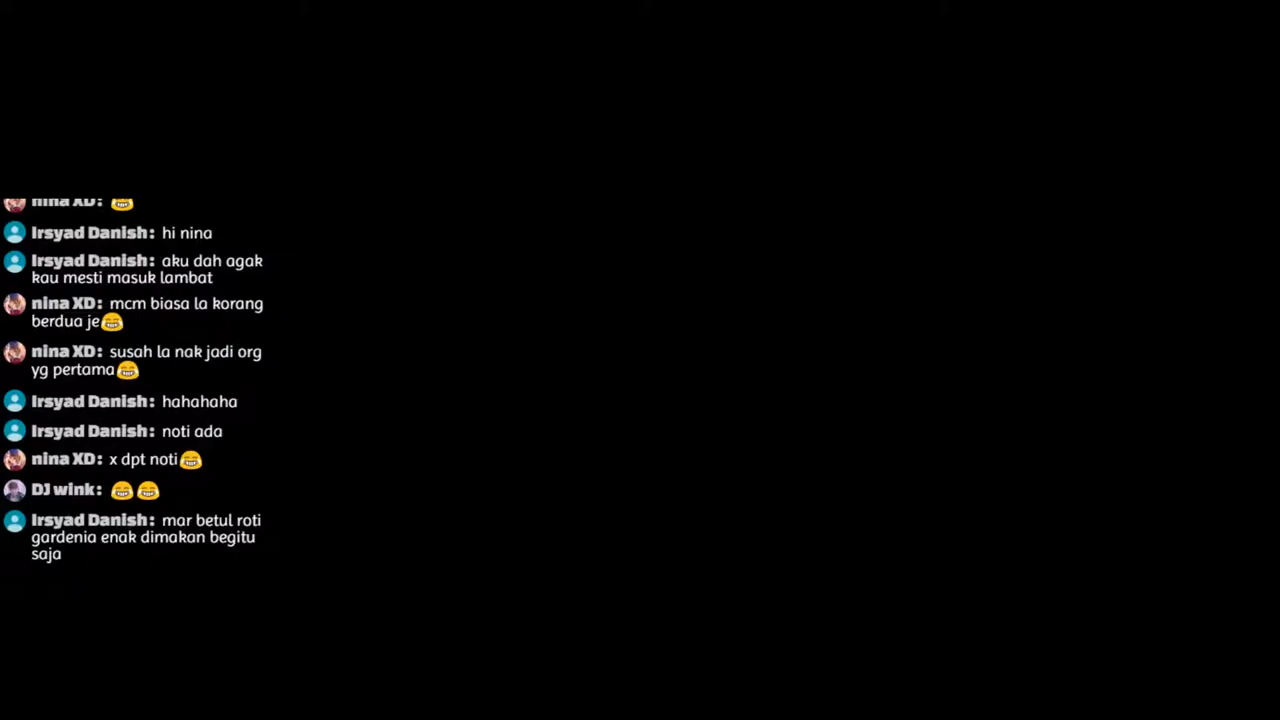 nina XD: 😂
Irsyad Danish: hi nina
Irsyad Danish: aku dah agak
kau mesti masuk lambat
nina XD: mcm biasa la korang
berdua je😂
nina XD: susah la nak jadi org
yg pertama😂
Irsyad Danish: hahahaha
Irsyad Danish: noti ada
nina XD: x dpt noti😂
DJ wink: 😂😂
Irsyad Danish: mar betul roti
gardenia enak dimakan begitu
saja